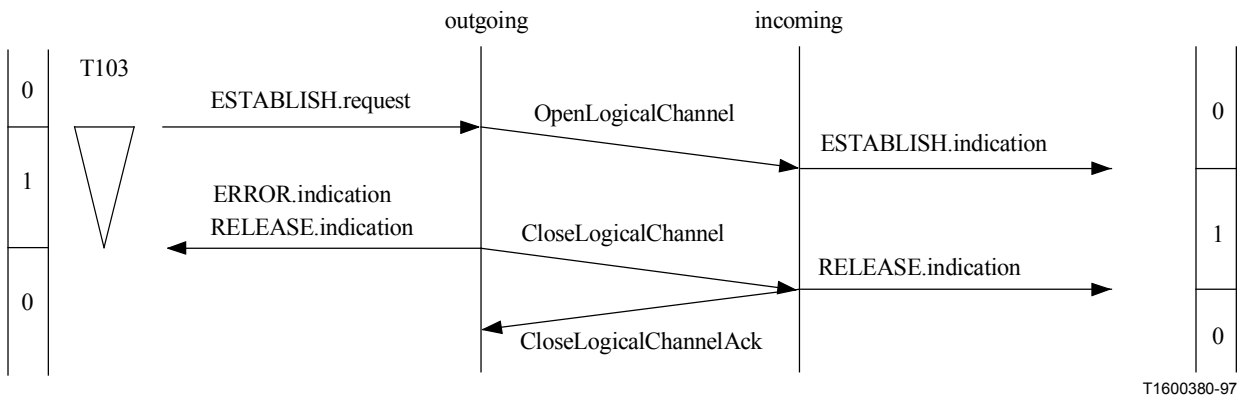 outgoing
incoming
T103
0
0
ESTABLISH.request
OpenLogicalChannel
ESTABLISH.indication
1
ERROR.indication
RELEASE.indication
CloseLogicalChannel
1
RELEASE.indication
0
CloseLogicalChannelAck
0
T1600380-97